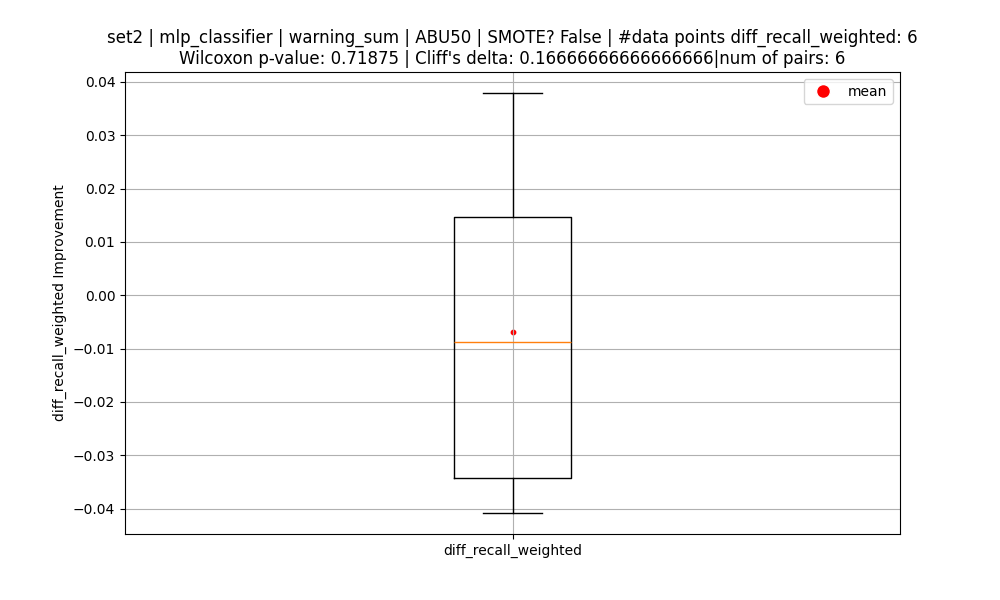 set2 | mlp_classifier | warning_sum | ABU50 | SMOTE? False | #data points diff_recall_weighted: 6
Wilcoxon p-value: 0.71875 | Cliff's delta: 0.16666666666666666|num of pairs: 6
mean
0.04
0.03
0.02
0.01
0.00
−0.01
−0.02
−0.03
−0.04
diff_recall_weighted Improvement
diff_recall_weighted